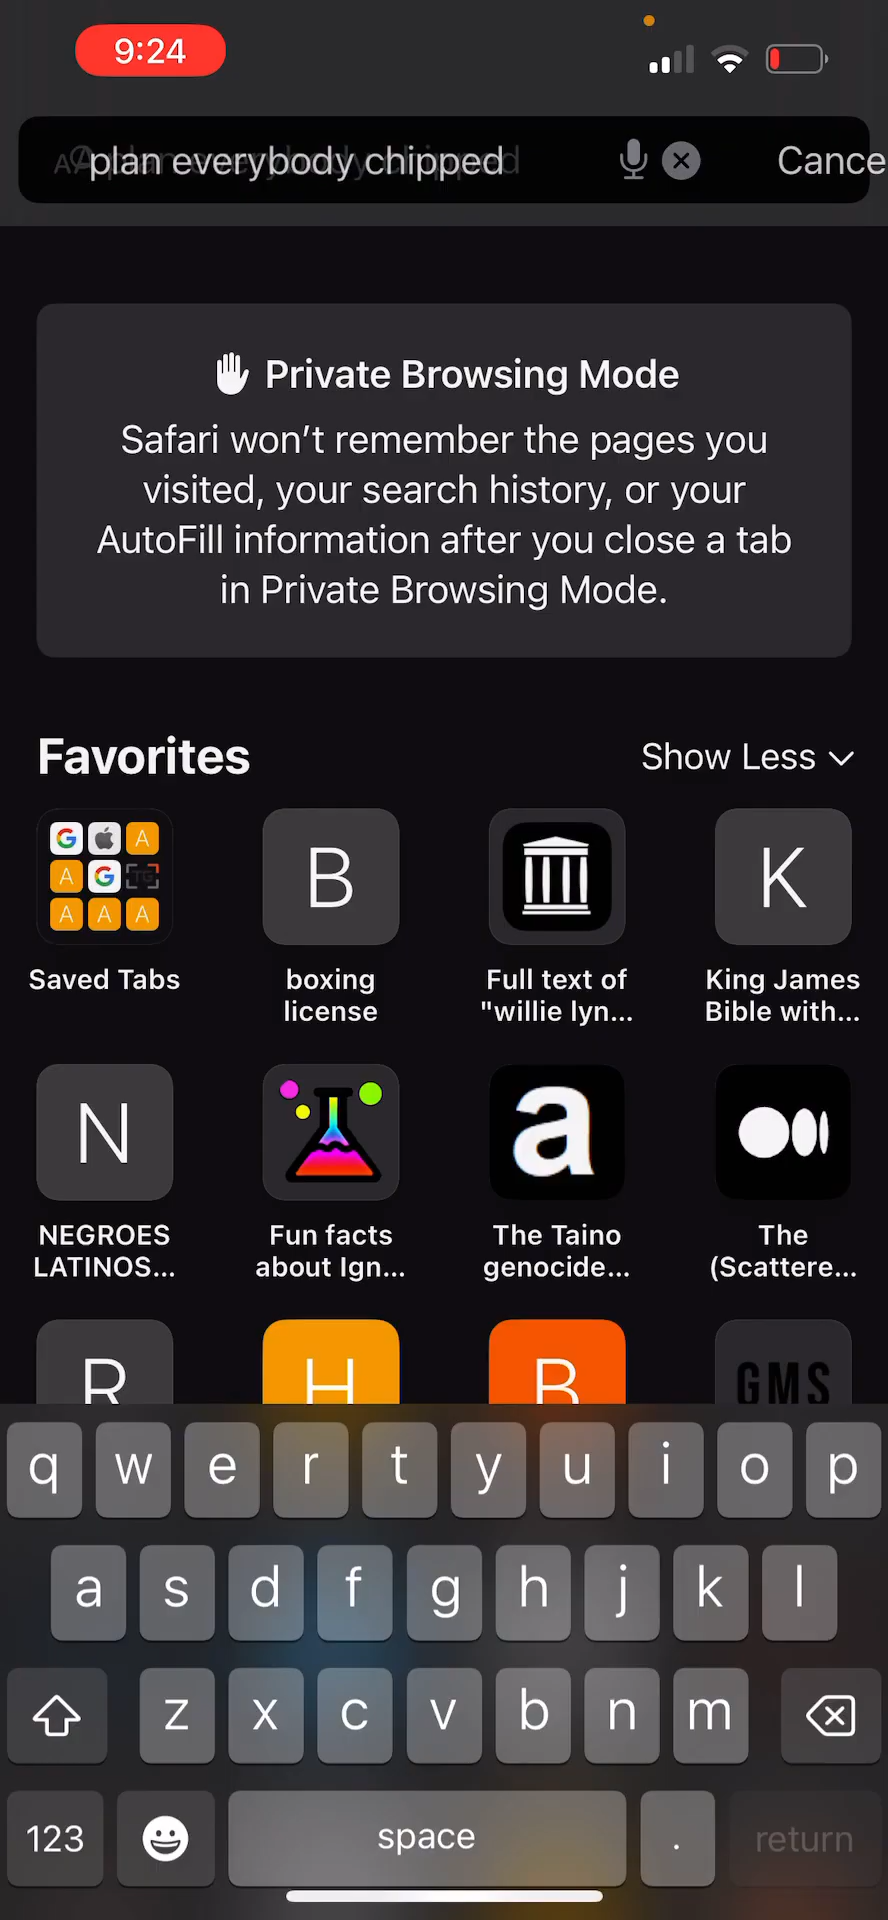 9:24
plan everybody chipped
Cance
Private Browsing Mode
Safari won’t remember the pages you
visited, your search history, or your
AutoFill information after you close a tab
in Private Browsing Mode.
Favorites
Show Less
G A
A G TG
A A A
B
K
Saved Tabs
boxing
license
Full text of
"willie lyn...
King James
Bible with...
N
a
NEGROES
LATINOS...
Fun facts
about Ign...
The Taino
genocide...
The
(Scattere...
R
H
B
GMS
q w e r t y u i o p
a s d f g h j k l
z x c v b n m
123
space
.
return